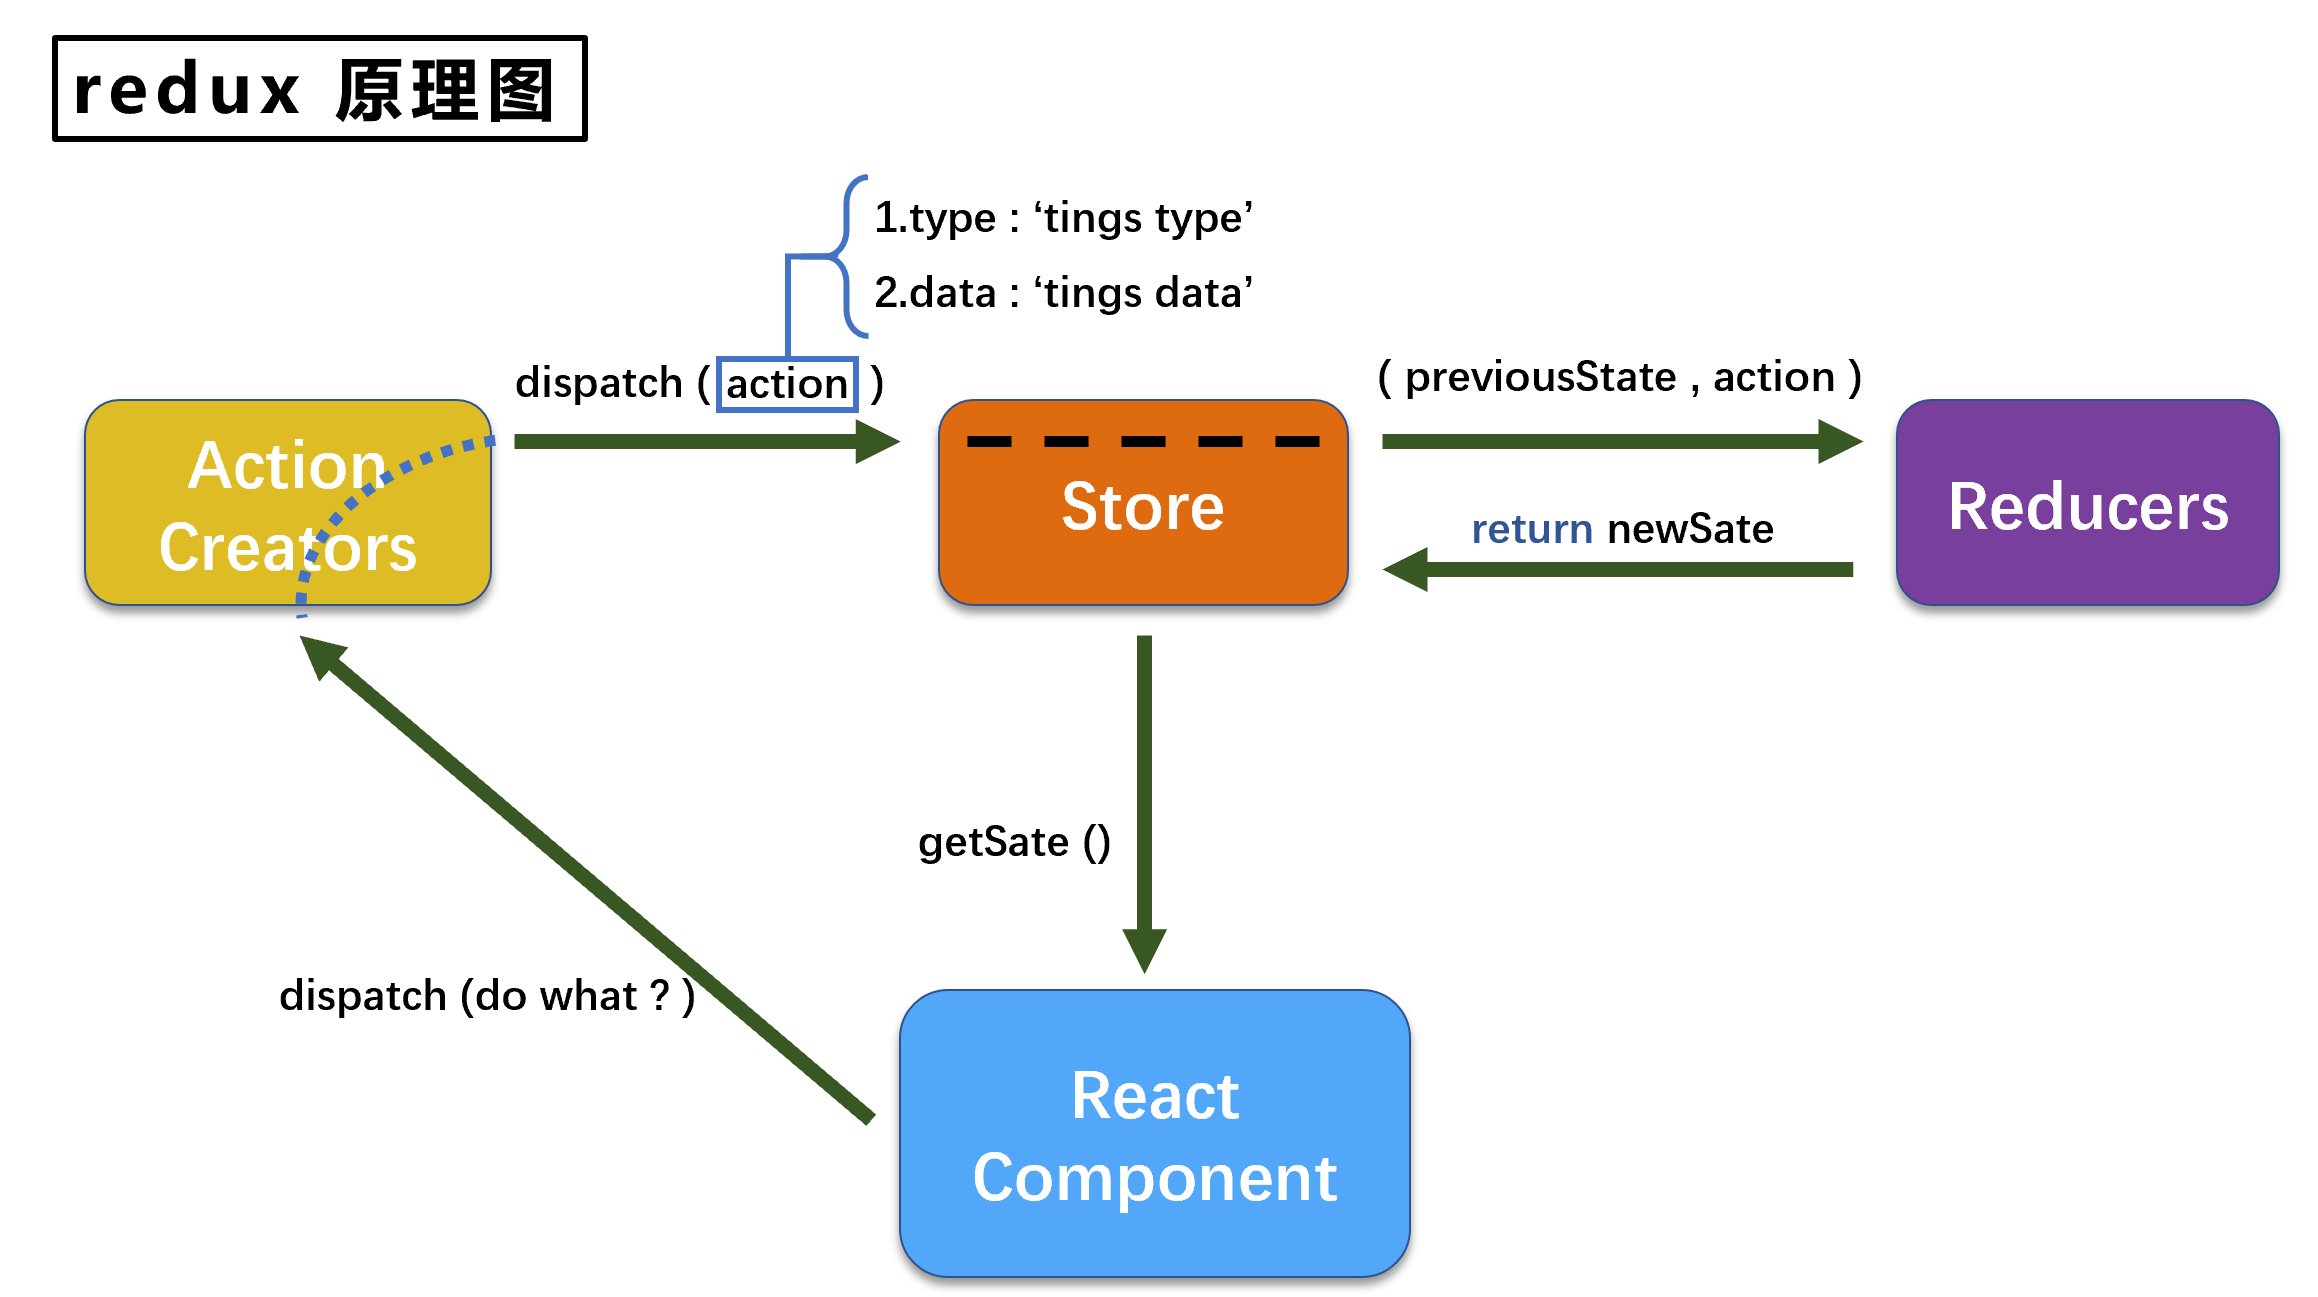 redux 原理图
1.type : ‘tings type’
2.data : ‘tings data’
dispatch ( action )
( previousState , action )
Action
Creators
Store
return newSate
Reducers
getSate ()
dispatch (do what ? )
React
Component